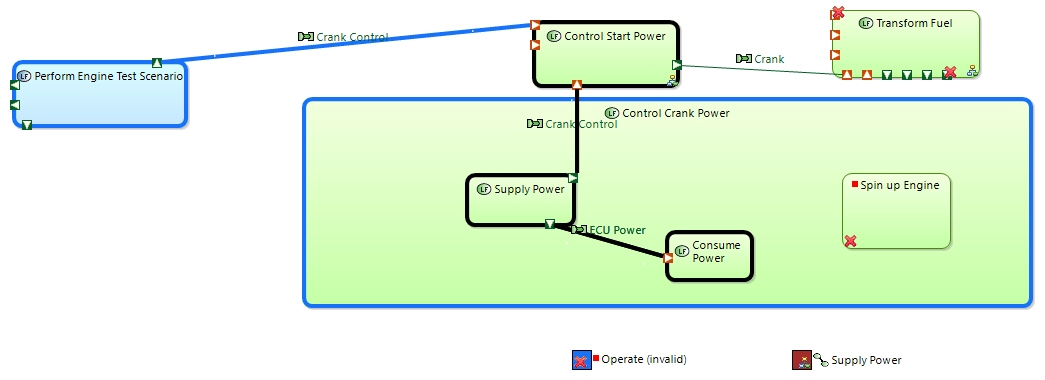 Crank Control
LF Control Start Power
LF Transform Fuel
Crank
LF Perform Engine Test Scenario
Crank Control
LF Control Crank Power
LF Supply Power
Spin up Engine
ECU Power
LF Consume
Power
Operate (invalid)
Supply Power